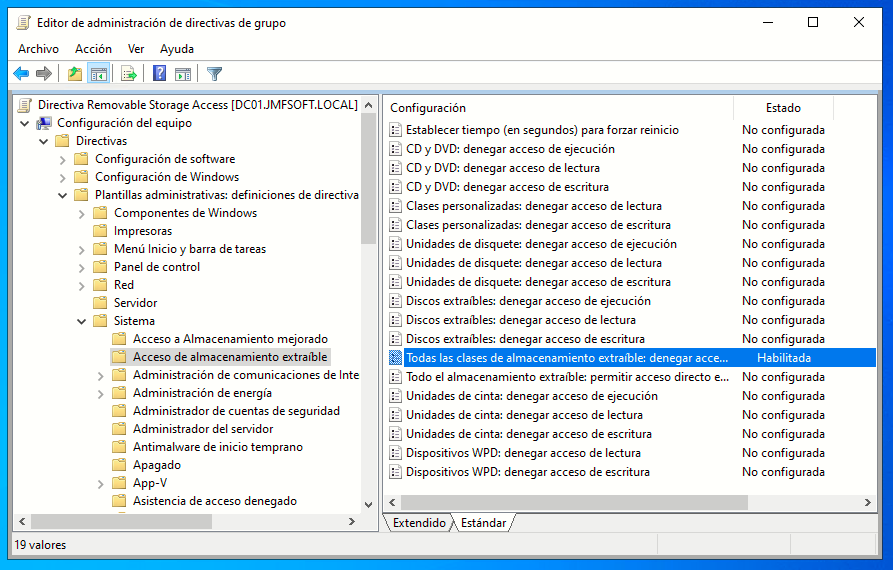 Editor de administración de directivas de grupo
Archivo Acción Ver Ayuda
Directiva Removable Storage Access [DC01.JMFSOFT.LOCAL]
Configuración del equipo
Directivas
Configuración de software
Configuración de Windows
Plantillas administrativas: definiciones de directiva
Componentes de Windows
Impresoras
Menú Inicio y barra de tareas
Panel de control
Red
Servidor
Sistema
Acceso a Almacenamiento mejorado
Acceso de almacenamiento extraíble
Administración de comunicaciones de Inte
Administración de energía
Administrador de cuentas de seguridad
Administrador del servidor
Antimalware de inicio temprano
Apagado
App-V
Asistencia de acceso denegado
Configuración Estado
Establecer tiempo (en segundos) para forzar reinicio No configurada
CD y DVD: denegar acceso de ejecución No configurada
CD y DVD: denegar acceso de lectura No configurada
CD y DVD: denegar acceso de escritura No configurada
Clases personalizadas: denegar acceso de lectura No configurada
Clases personalizadas: denegar acceso de escritura No configurada
Unidades de disquete: denegar acceso de ejecución No configurada
Unidades de disquete: denegar acceso de lectura No configurada
Unidades de disquete: denegar acceso de escritura No configurada
Discos extraíbles: denegar acceso de ejecución No configurada
Discos extraíbles: denegar acceso de lectura No configurada
Discos extraíbles: denegar acceso de escritura No configurada
Todas las clases de almacenamiento extraíble: denegar acce... Habilitada
Todo el almacenamiento extraíble: permitir acceso directo e... No configurada
Unidades de cinta: denegar acceso de ejecución No configurada
Unidades de cinta: denegar acceso de lectura No configurada
Unidades de cinta: denegar acceso de escritura No configurada
Dispositivos WPD: denegar acceso de lectura No configurada
Dispositivos WPD: denegar acceso de escritura No configurada
Extendido Estándar
19 valores